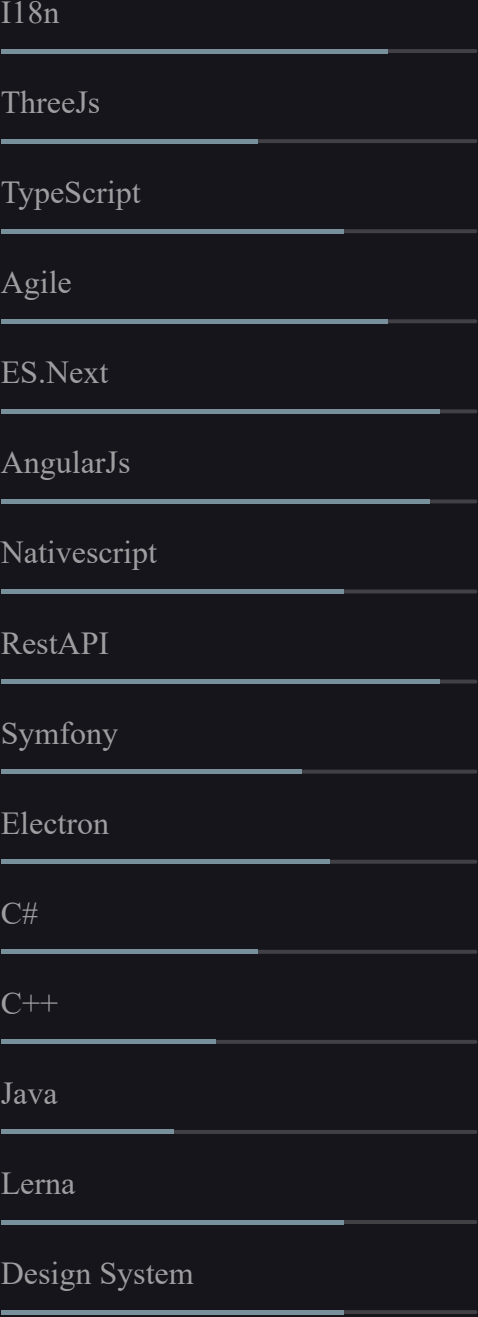 I18n
ThreeJs
TypeScript
Agile
ES.Next
AngularJs
Nativescript
RestAPI
Symfony
Electron
C#
C++
Java
Lerna
Design System